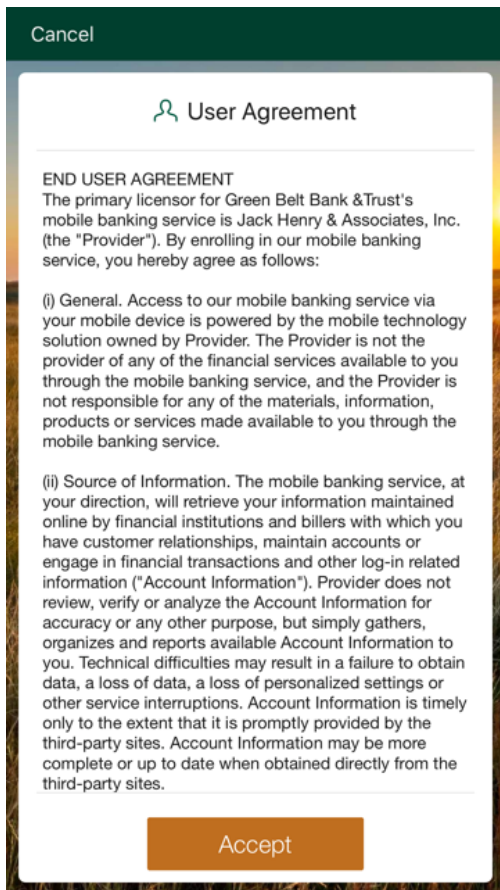 Cancel
User Agreement
END USER AGREEMENT
The primary licensor for Green Belt Bank &Trust's
mobile banking service is Jack Henry & Associates, Inc.
(the "Provider"). By enrolling in our mobile banking
service, you hereby agree as follows:
(i) General. Access to our mobile banking service via
your mobile device is powered by the mobile technology
solution owned by Provider. The Provider is not the
provider of any of the financial services available to you
through the mobile banking service, and the Provider is
not responsible for any of the materials, information,
products or services made available to you through the
mobile banking service.
(ii) Source of Information. The mobile banking service, at
your direction, will retrieve your information maintained
online by financial institutions and billers with which you
have customer relationships, maintain accounts or
engage in financial transactions and other log-in related
information ("Account Information"). Provider does not
review, verify or analyze the Account Information for
accuracy or any other purpose, but simply gathers,
organizes and reports available Account Information to
you. Technical difficulties may result in a failure to obtain
data, a loss of data, a loss of personalized settings or
other service interruptions. Account Information is timely
only to the extent that it is promptly provided by the
third-party sites. Account Information may be more
complete or up to date when obtained directly from the
third-party sites.
Accept